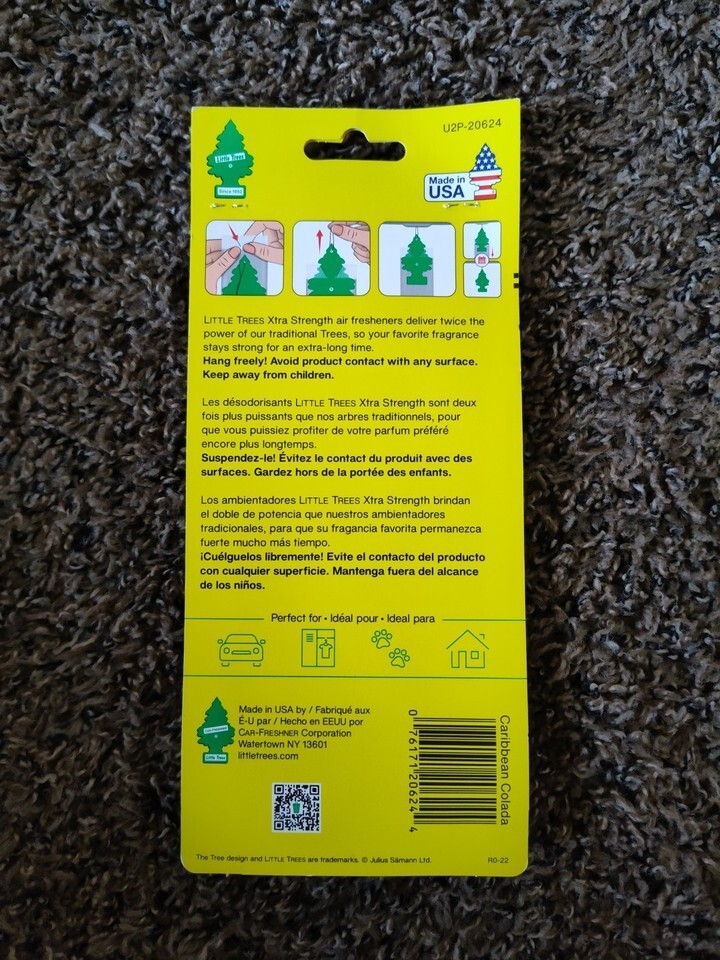 U2P-20624
Little Trees
Since 1952
Made in
USA
LITTLE TREES Xtra Strength air fresheners deliver twice the
power of our traditional Trees, so your favorite fragrance
stays strong for an extra-long time.
Hang freely! Avoid product contact with any surface.
Keep away from children.
Les désodorisants LITTLE TREES Xtra Strength sont deux
fois plus puissants que nos arbres traditionnels, pour
que vous puissiez profiter de votre parfum préféré
encore plus longtemps.
Suspendez-le! Évitez le contact du produit avec des
surfaces. Gardez hors de la portée des enfants.
Los ambientadores LITTLE TREES Xtra Strength brindan
el doble de potencia que nuestros ambientadores
tradicionales, para que su fragancia favorita permanezca
fuerte mucho más tiempo.
¡Cuélguelos libremente! Evite el contacto del producto
con cualquier superficie. Mantenga fuera del alcance
de los niños.
Perfect for • Idéal pour • Ideal para
Made in USA by / Fabriqué aux
É-U par / Hecho en EEUU por
CAR-FRESHNER Corporation
Watertown NY 13601
littletrees.com
Car-Freshner
Little Trees
Caribbean Colada
0 76171 20624 4
The Tree design and LITTLE TREES are trademarks. © Julius Sämann Ltd.
R0-22